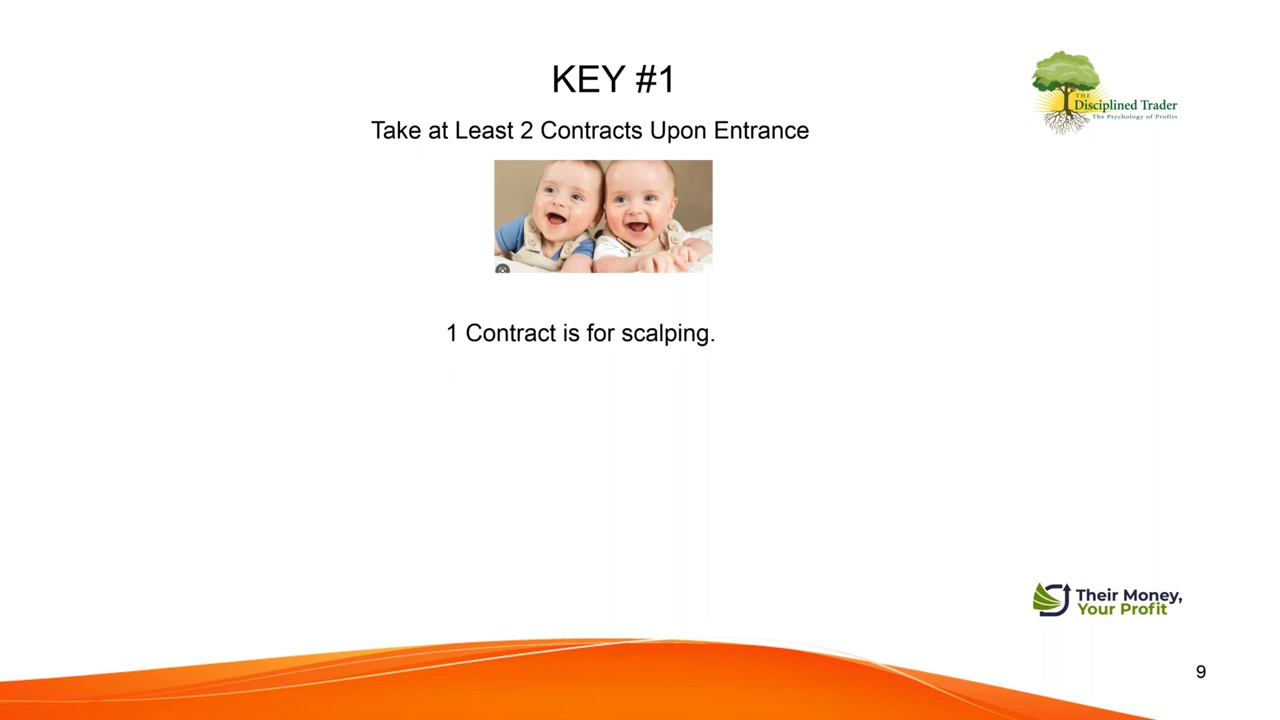 KEY #1
Take at Least 2 Contracts Upon Entrance
THE
Disciplined Trader
The Psychology of Profits
1 Contract is for scalping.
Their Money,
Your Profit
9